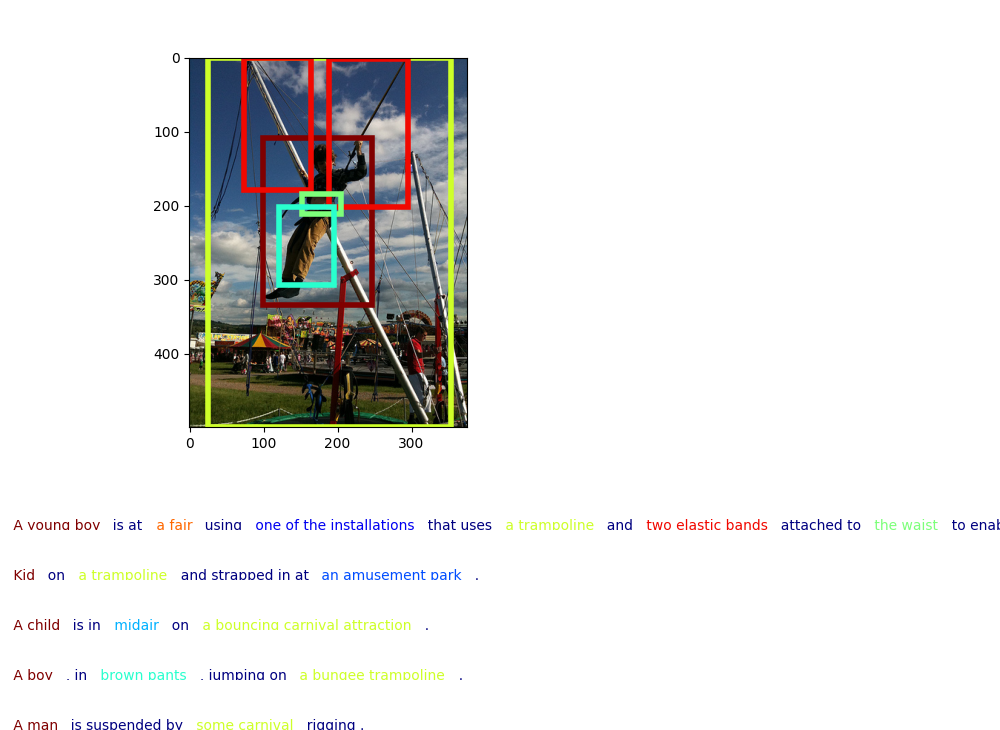 0
100
200
300
400
0 100 200 300
A young boy is at a fair using one of the installations that uses a trampoline and two elastic bands attached to the waist to enab
Kid on a trampoline and strapped in at an amusement park .
A child is in midair on a bouncing carnival attraction .
A boy , in brown pants , jumping on a bungee trampoline .
A man is suspended by some carnival rigging .